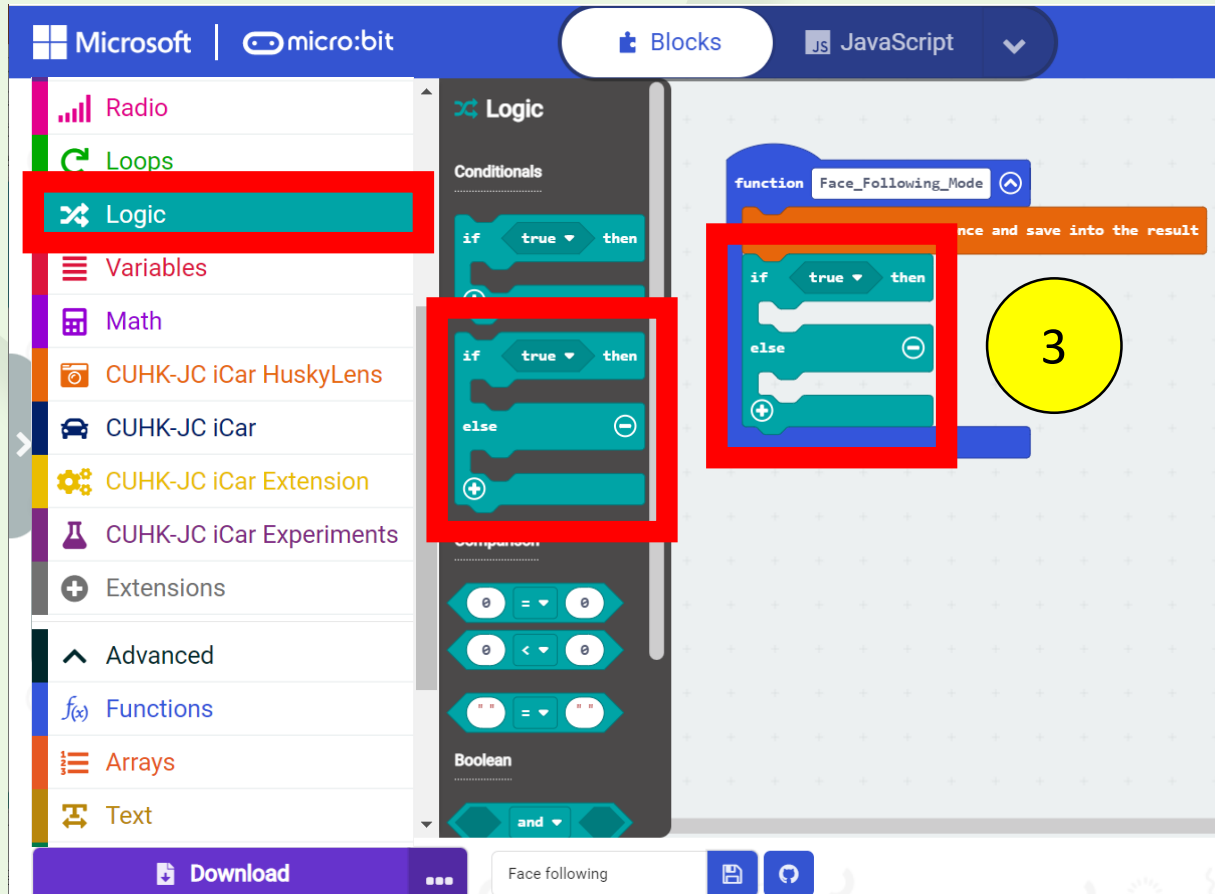 Microsoft micro:bit Blocks JS JavaScript
Radio
Loops
Logic
Variables
Math
CUHK-JC iCar HuskyLens
CUHK-JC iCar
CUHK-JC iCar Extension
CUHK-JC iCar Experiments
Extensions
Advanced
f(x) Functions
Arrays
Text
Download
Logic
Conditionals
if true then
if true then
else
Comparison
0 = 0
0 < 0
" " = " "
Boolean
and
function Face_Following_Mode
and save into the result
if true then
else
3
Face following